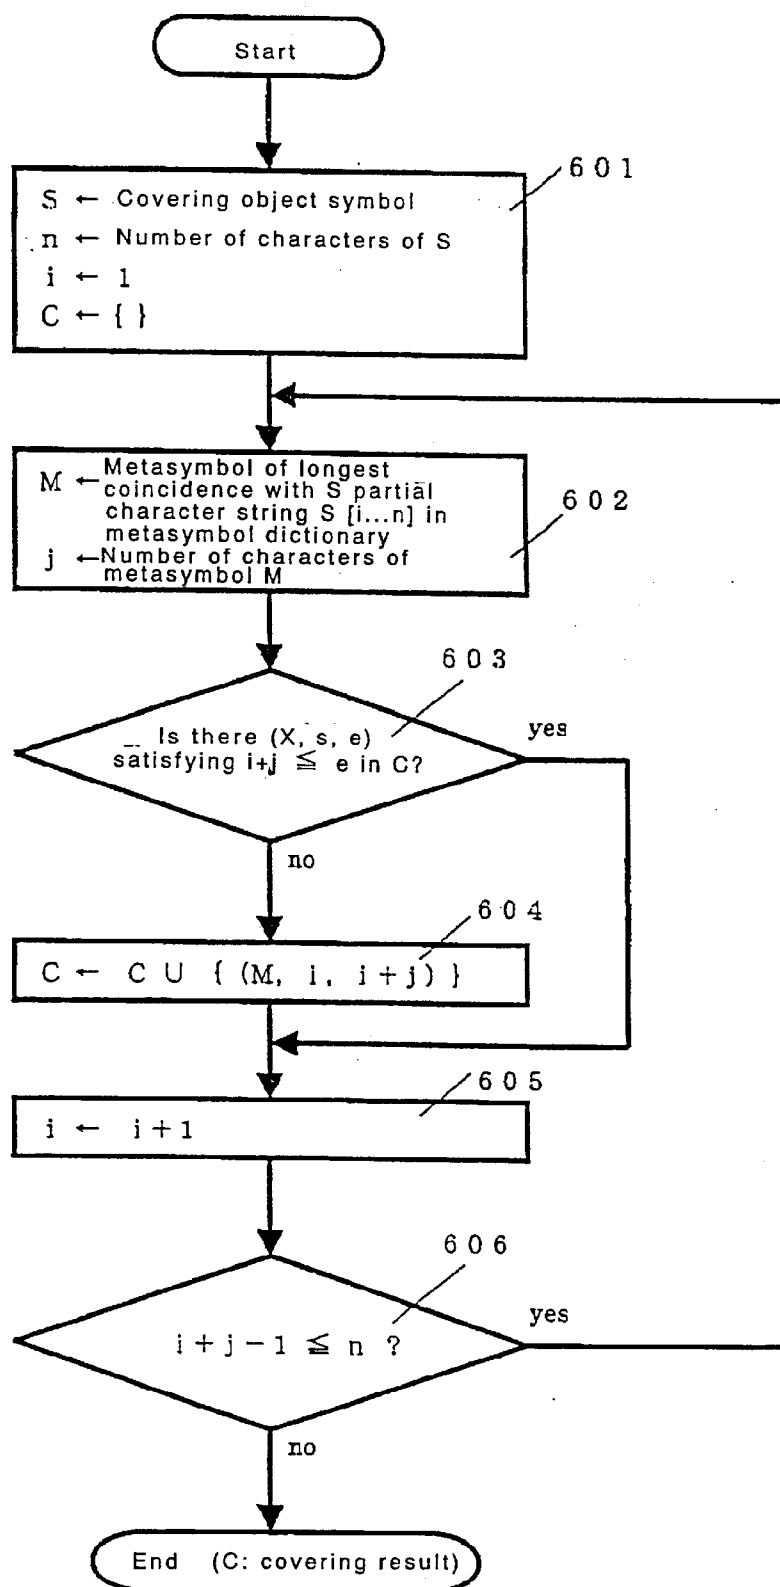 Start
601
S ← Covering object symbol
n ← Number of characters of S
i ← 1
C ← { }
M ← Metasymbol of longest
coincidence with S partial
character string S [i...n] in
metasymbol dictionary
602
j ← Number of characters of
metasymbol M
603
Is there (X, s, e)
satisfying i+j ≦ e in C?
yes
no
604
C ← C ∪ { (M, i, i+j) }
605
i ← i+1
606
i+j-1 ≦ n ?
yes
no
End (C: covering result)